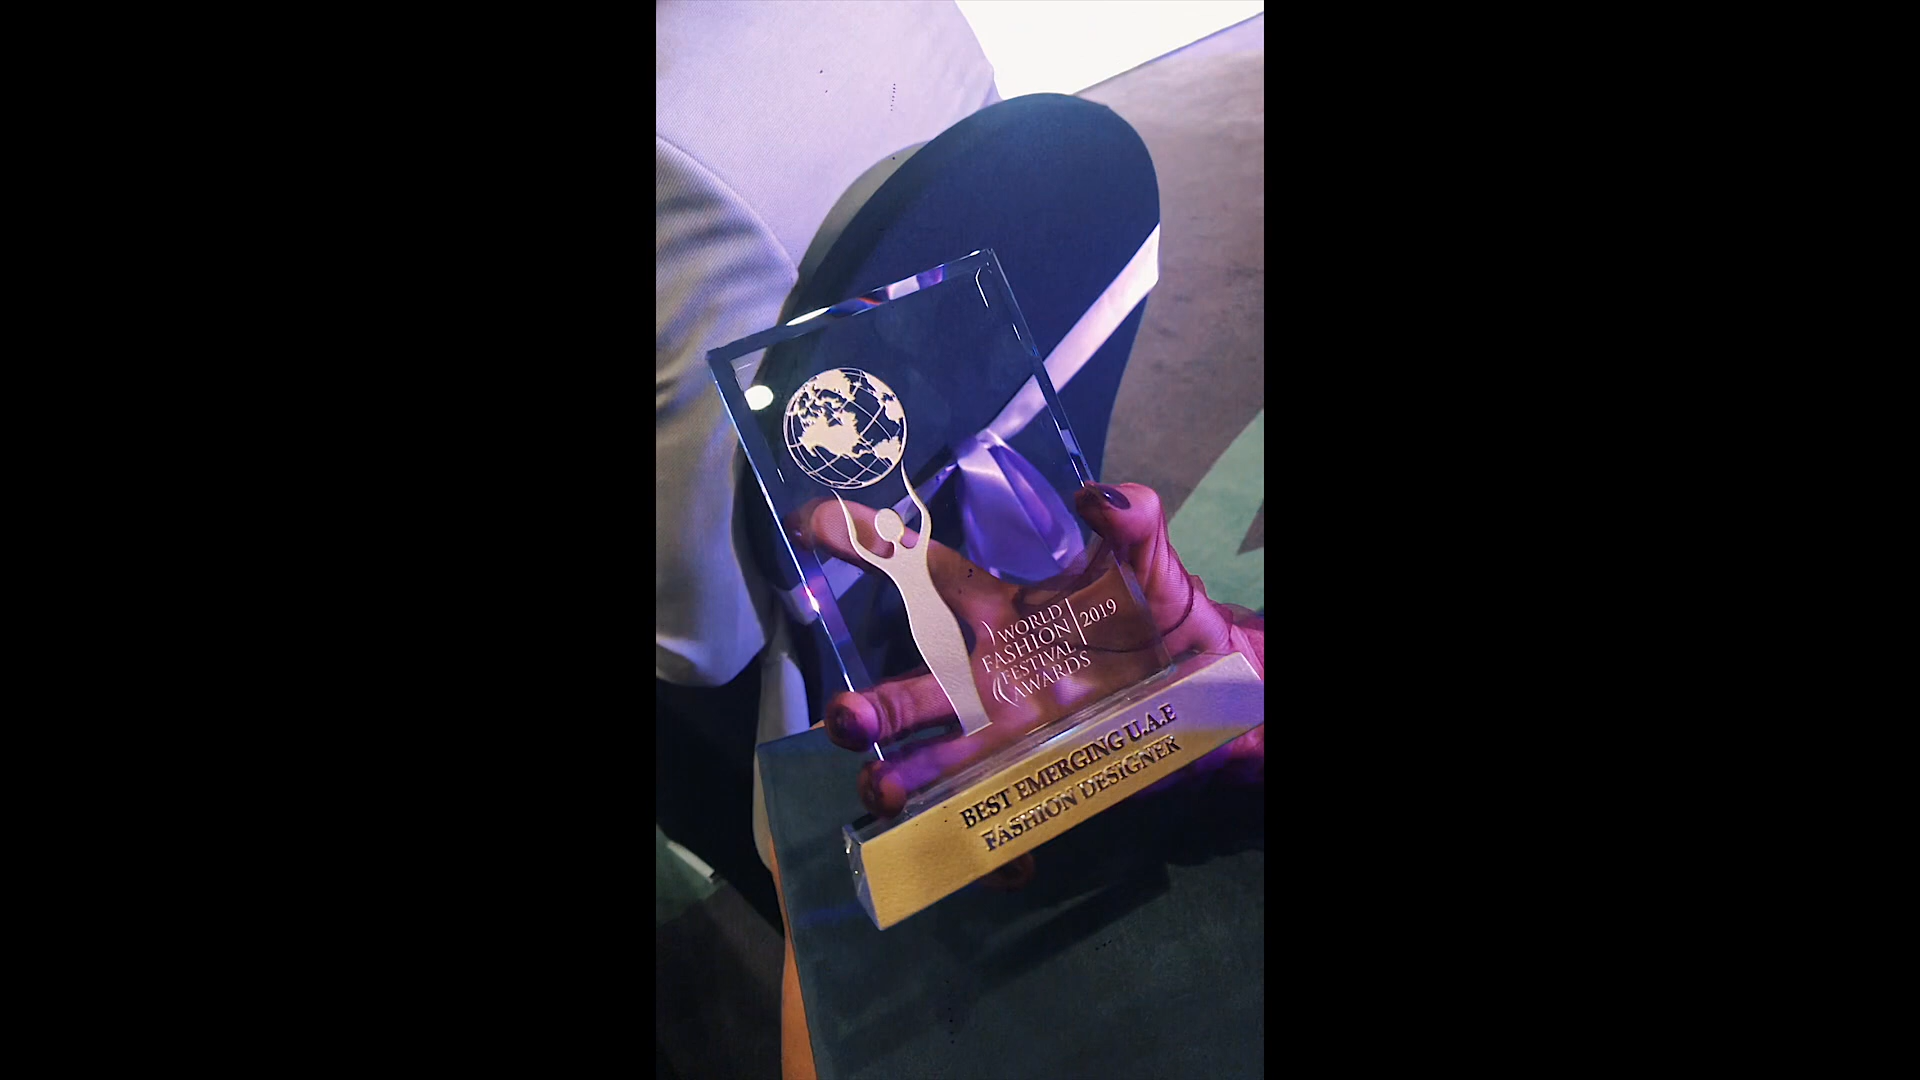 WORLD
FASHION
FESTIVAL
AWARDS
2019
BEST EMERGING U.A.E
FASHION DESIGNER